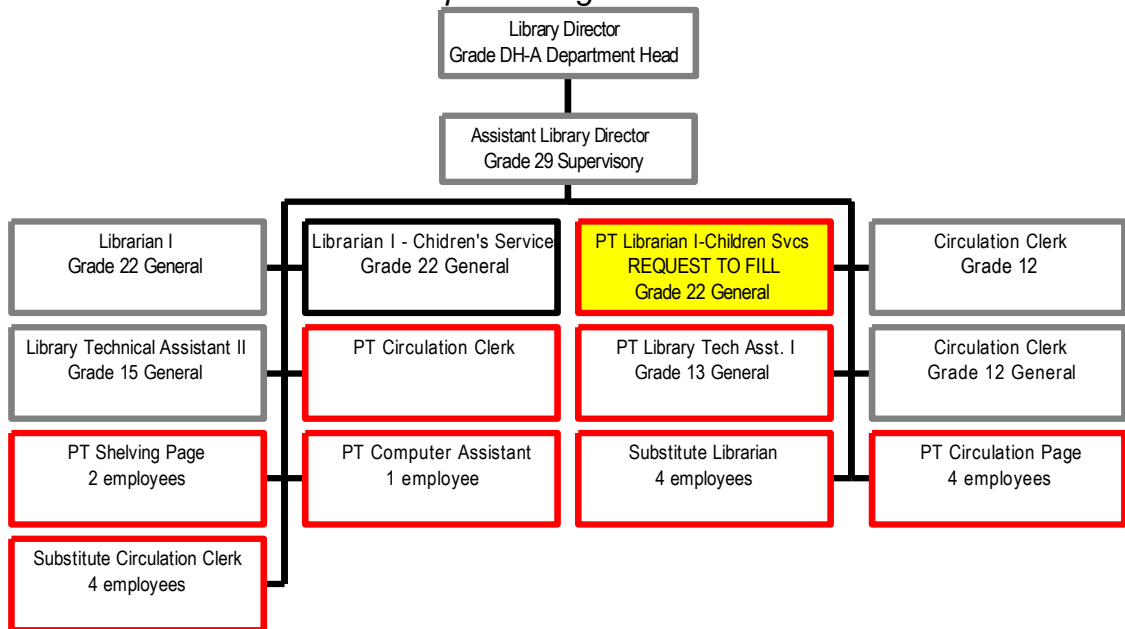 Library Director
Grade DH-A Department Head
Assistant Library Director
Grade 29 Supervisory
Librarian I
Grade 22 General
Librarian I - Chidren's Service
Grade 22 General
PT Librarian I-Children Svcs
REQUEST TO FILL
Grade 22 General
Circulation Clerk
Grade 12
Library Technical Assistant II
Grade 15 General
PT Circulation Clerk
PT Library Tech Asst. I
Grade 13 General
Circulation Clerk
Grade 12 General
PT Shelving Page
2 employees
PT Computer Assistant
1 employee
Substitute Librarian
4 employees
PT Circulation Page
4 employees
Substitute Circulation Clerk
4 employees